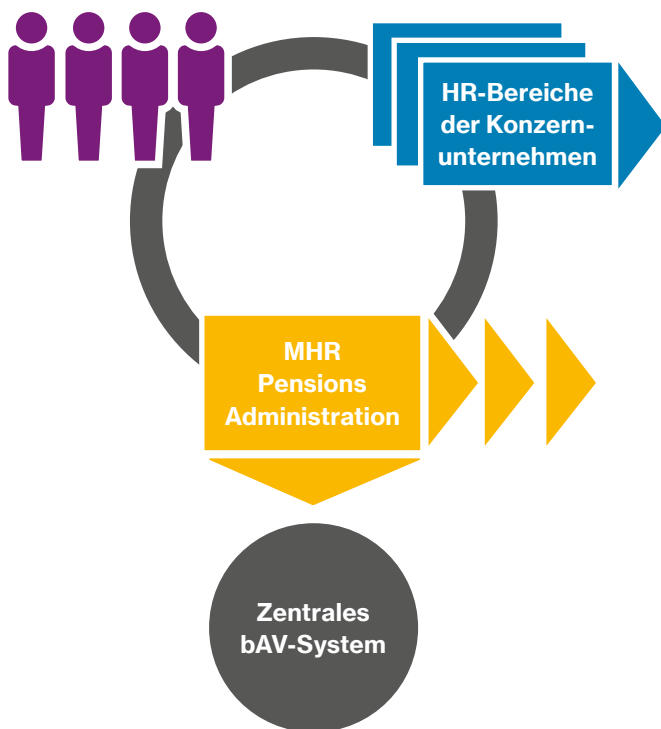 HR-Bereiche
der Konzern-
unternehmen
MHR
Pensions
Administration
Zentrales
bAV-System